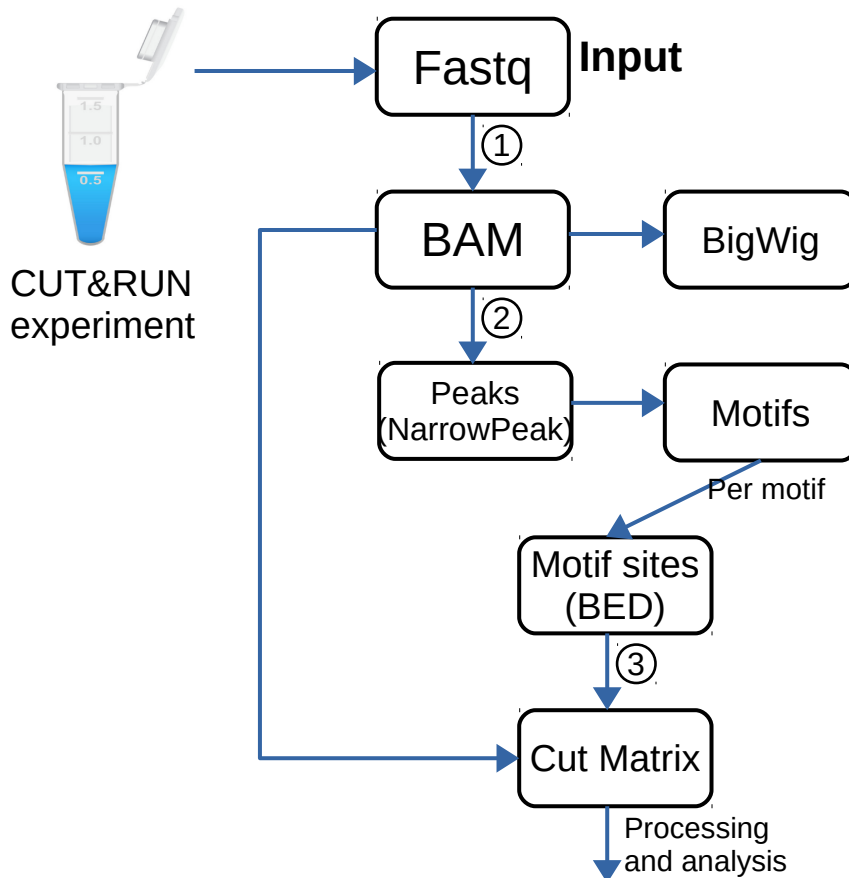 Fastq
Input
1.5
1.0
0.5
1
BAM
BigWig
CUT&RUN
experiment
2
Peaks
(NarrowPeak)
Motifs
Per motif
Motif sites
(BED)
3
Cut Matrix
Processing
and analysis